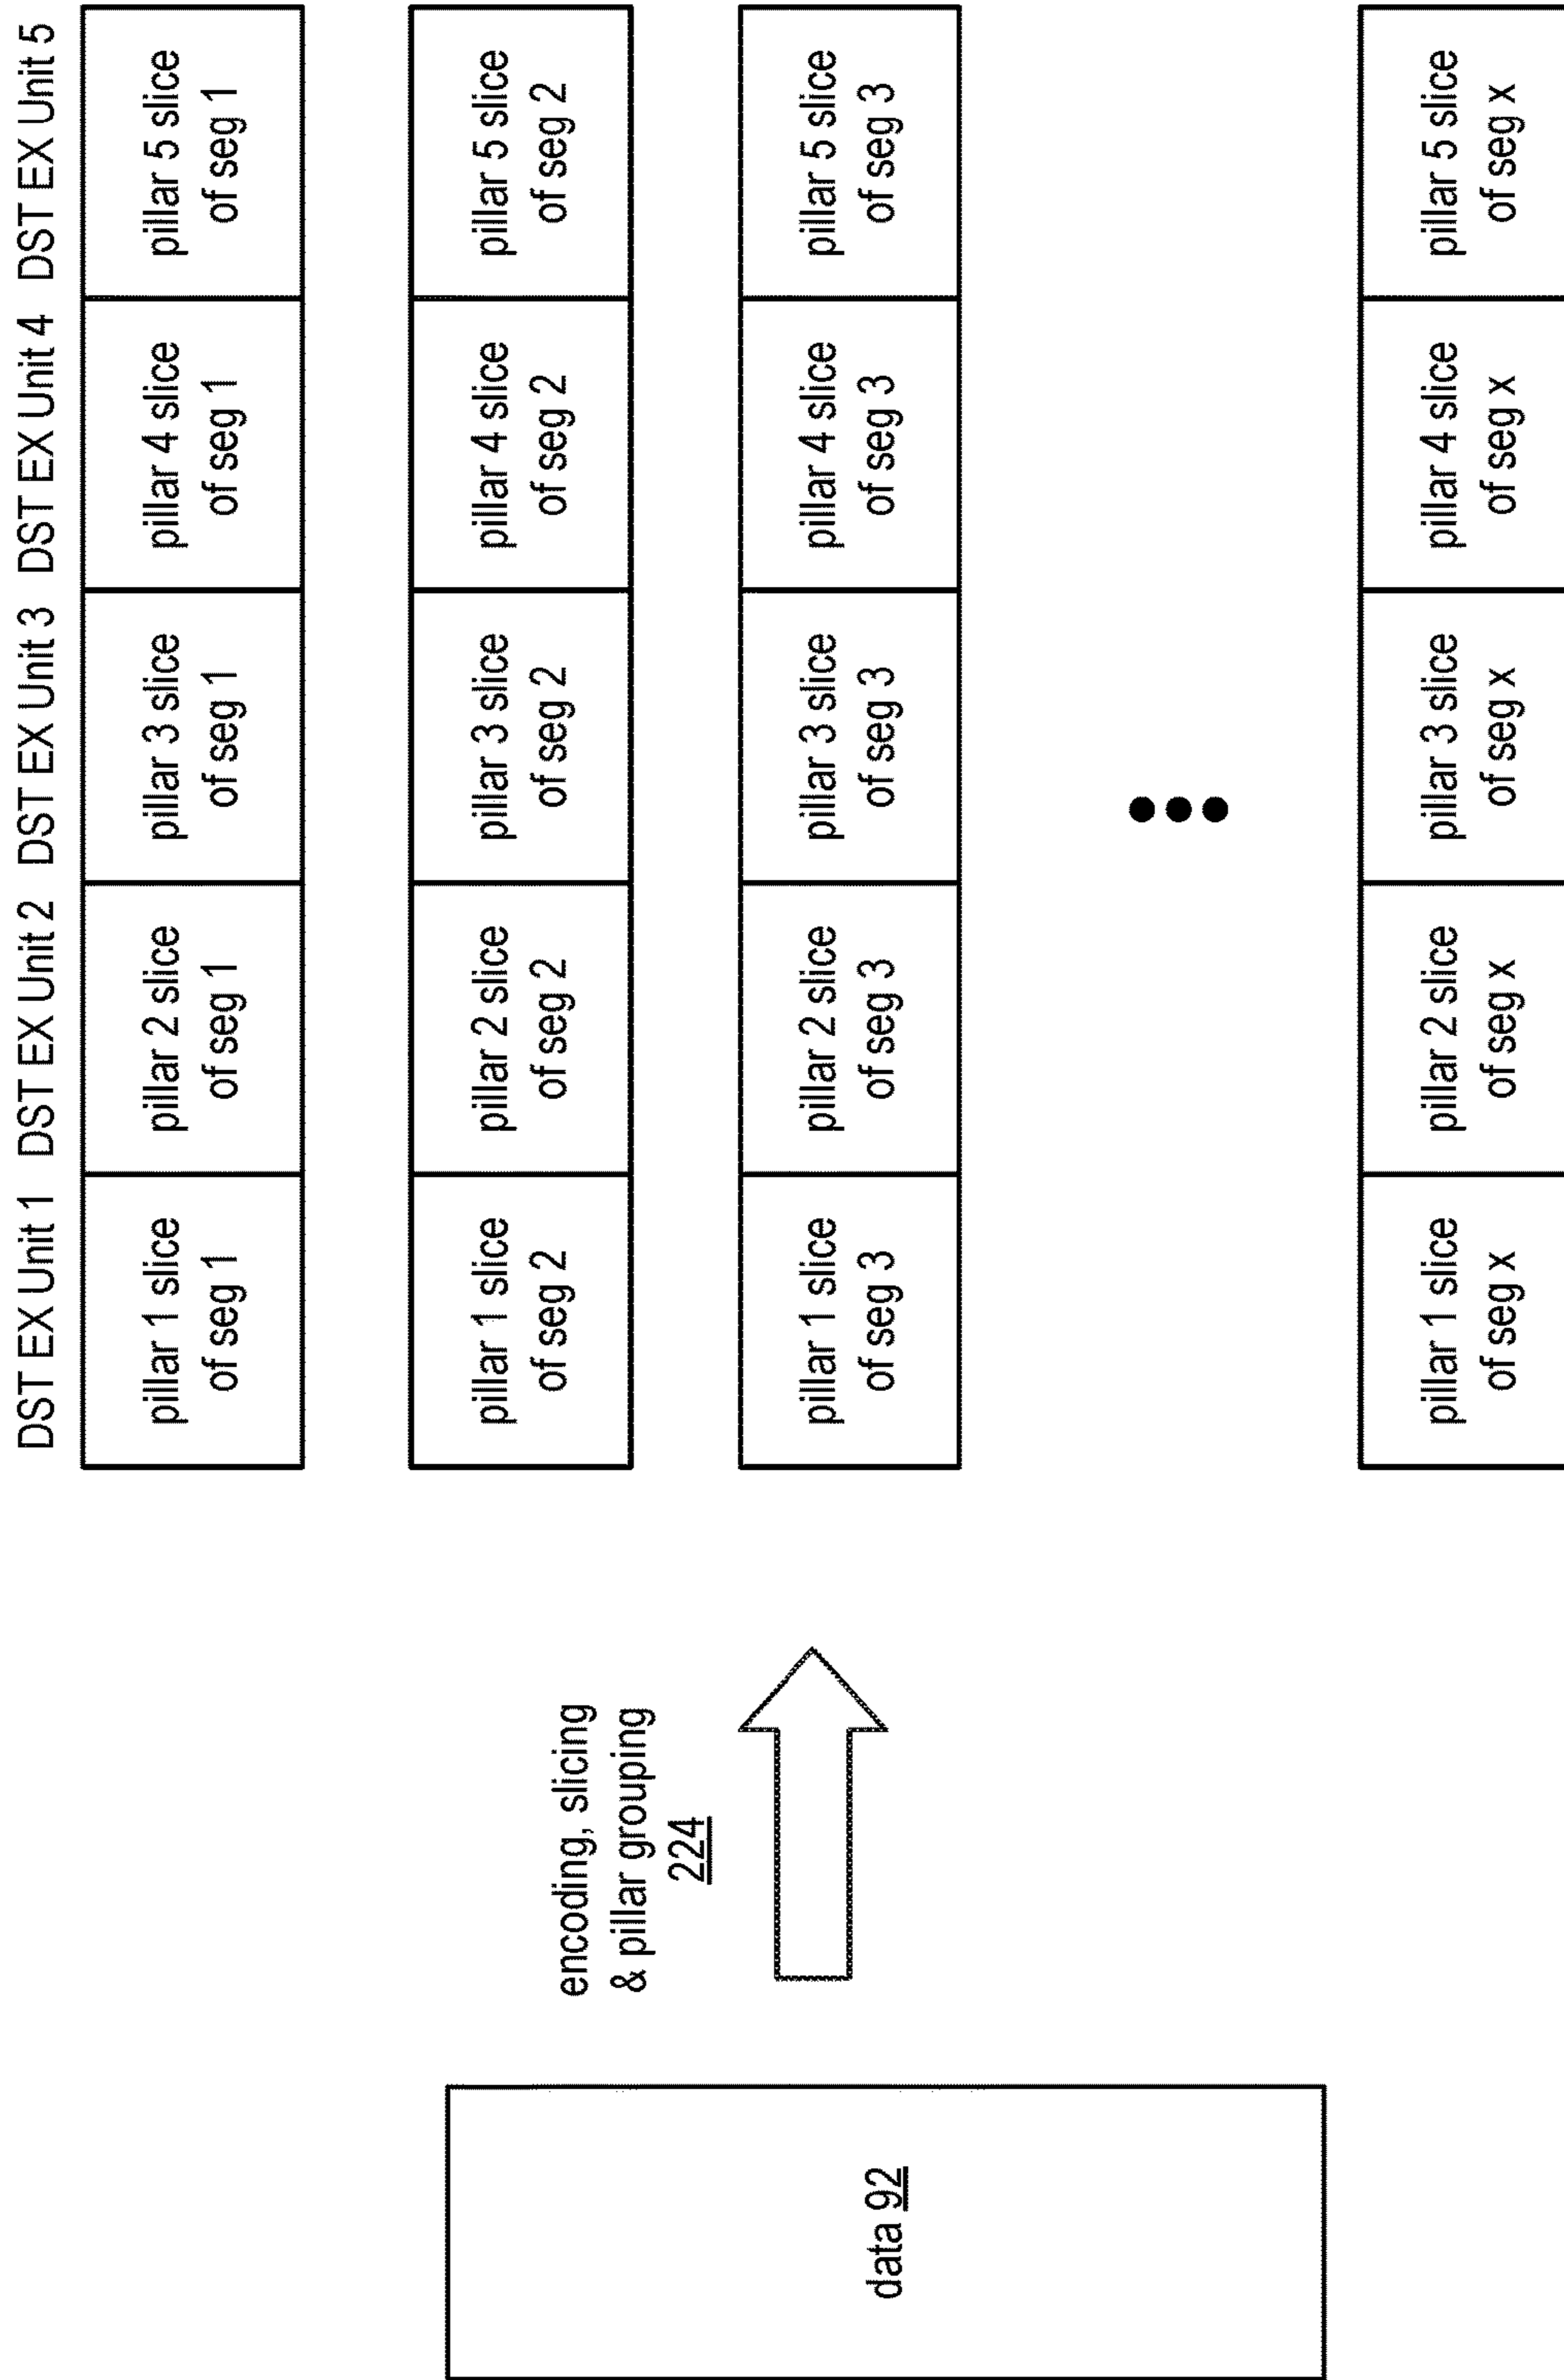 DST EX Unit 1 DST EX Unit 2 DST EX Unit 3 DST EX Unit 4 DST EX Unit 5
pillar 1 slice
of seg 1
pillar 2 slice
of seg 1
pillar 3 slice
of seg 1
pillar 4 slice
of seg 1
pillar 5 slice
of seg 1
pillar 1 slice
of seg 2
pillar 2 slice
of seg 2
pillar 3 slice
of seg 2
pillar 4 slice
of seg 2
pillar 5 slice
of seg 2
encoding, slicing
& pillar grouping
224
data 92
pillar 1 slice
of seg 3
pillar 2 slice
of seg 3
pillar 3 slice
of seg 3
pillar 4 slice
of seg 3
pillar 5 slice
of seg 3
pillar 1 slice
of seg x
pillar 2 slice
of seg x
pillar 3 slice
of seg x
pillar 4 slice
of seg x
pillar 5 slice
of seg x